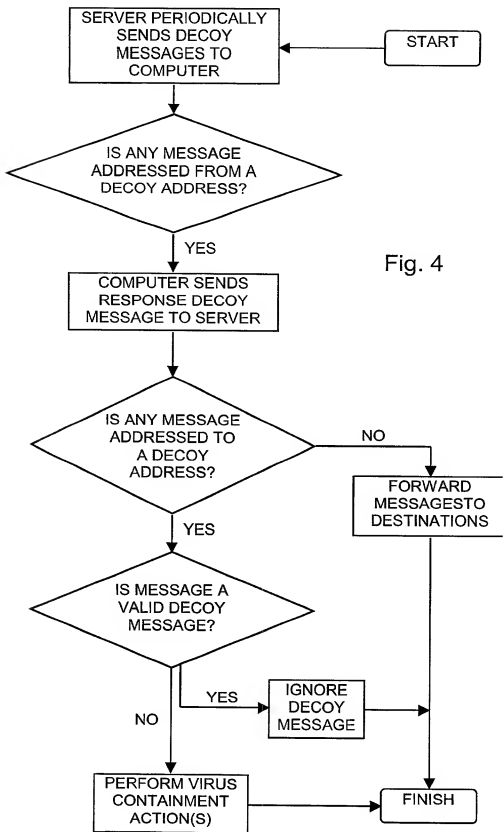 SERVER PERIODICALLY
SENDS DECOY
MESSAGES TO
COMPUTER
START
IS ANY MESSAGE
ADDRESSED FROM A
DECOY ADDRESS?
YES
Fig. 4
COMPUTER SENDS
RESPONSE DECOY
MESSAGE TO SERVER
IS ANY MESSAGE
ADDRESSED TO
A DECOY
ADDRESS?
NO
FORWARD
MESSAGESTO
DESTINATIONS
YES
IS MESSAGE A
VALID DECOY
MESSAGE?
YES
IGNORE
DECOY
MESSAGE
NO
PERFORM VIRUS
CONTAINMENT
ACTION(S)
FINISH